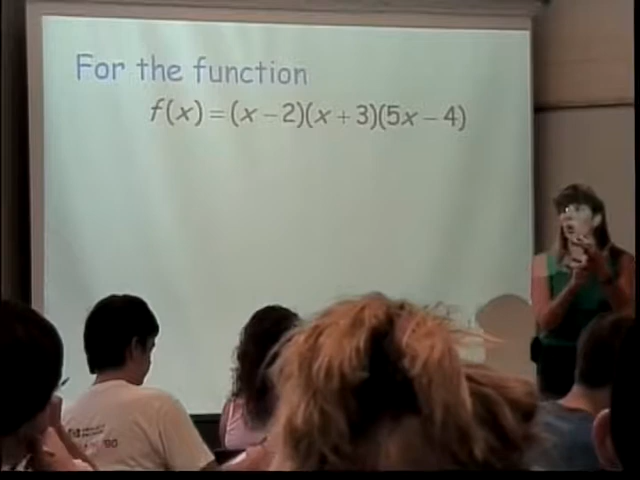 For the function
f(x) = (x − 2)(x + 3)(5x − 4)